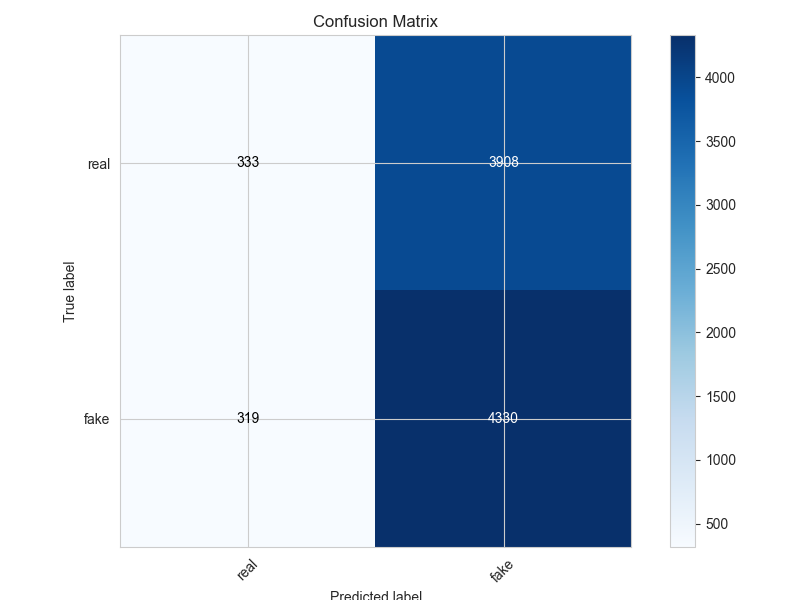 Confusion Matrix
real
333
3908
True label
fake
319
4330
real
fake
Predicted label
4000
3500
3000
2500
2000
1500
1000
500